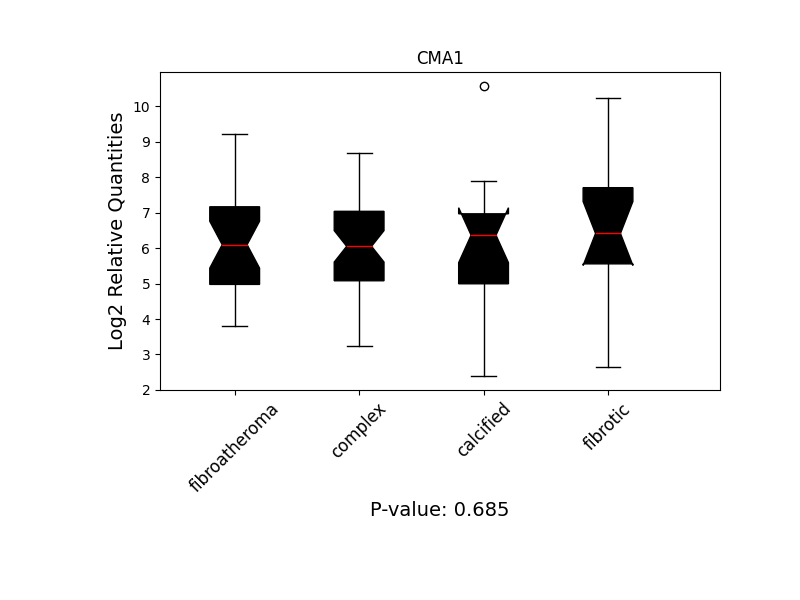 CMA1
Log2 Relative Quantities
10
9
8
7
6
5
4
3
2
fibroatheroma
complex
calcified
fibrotic
P-value: 0.685